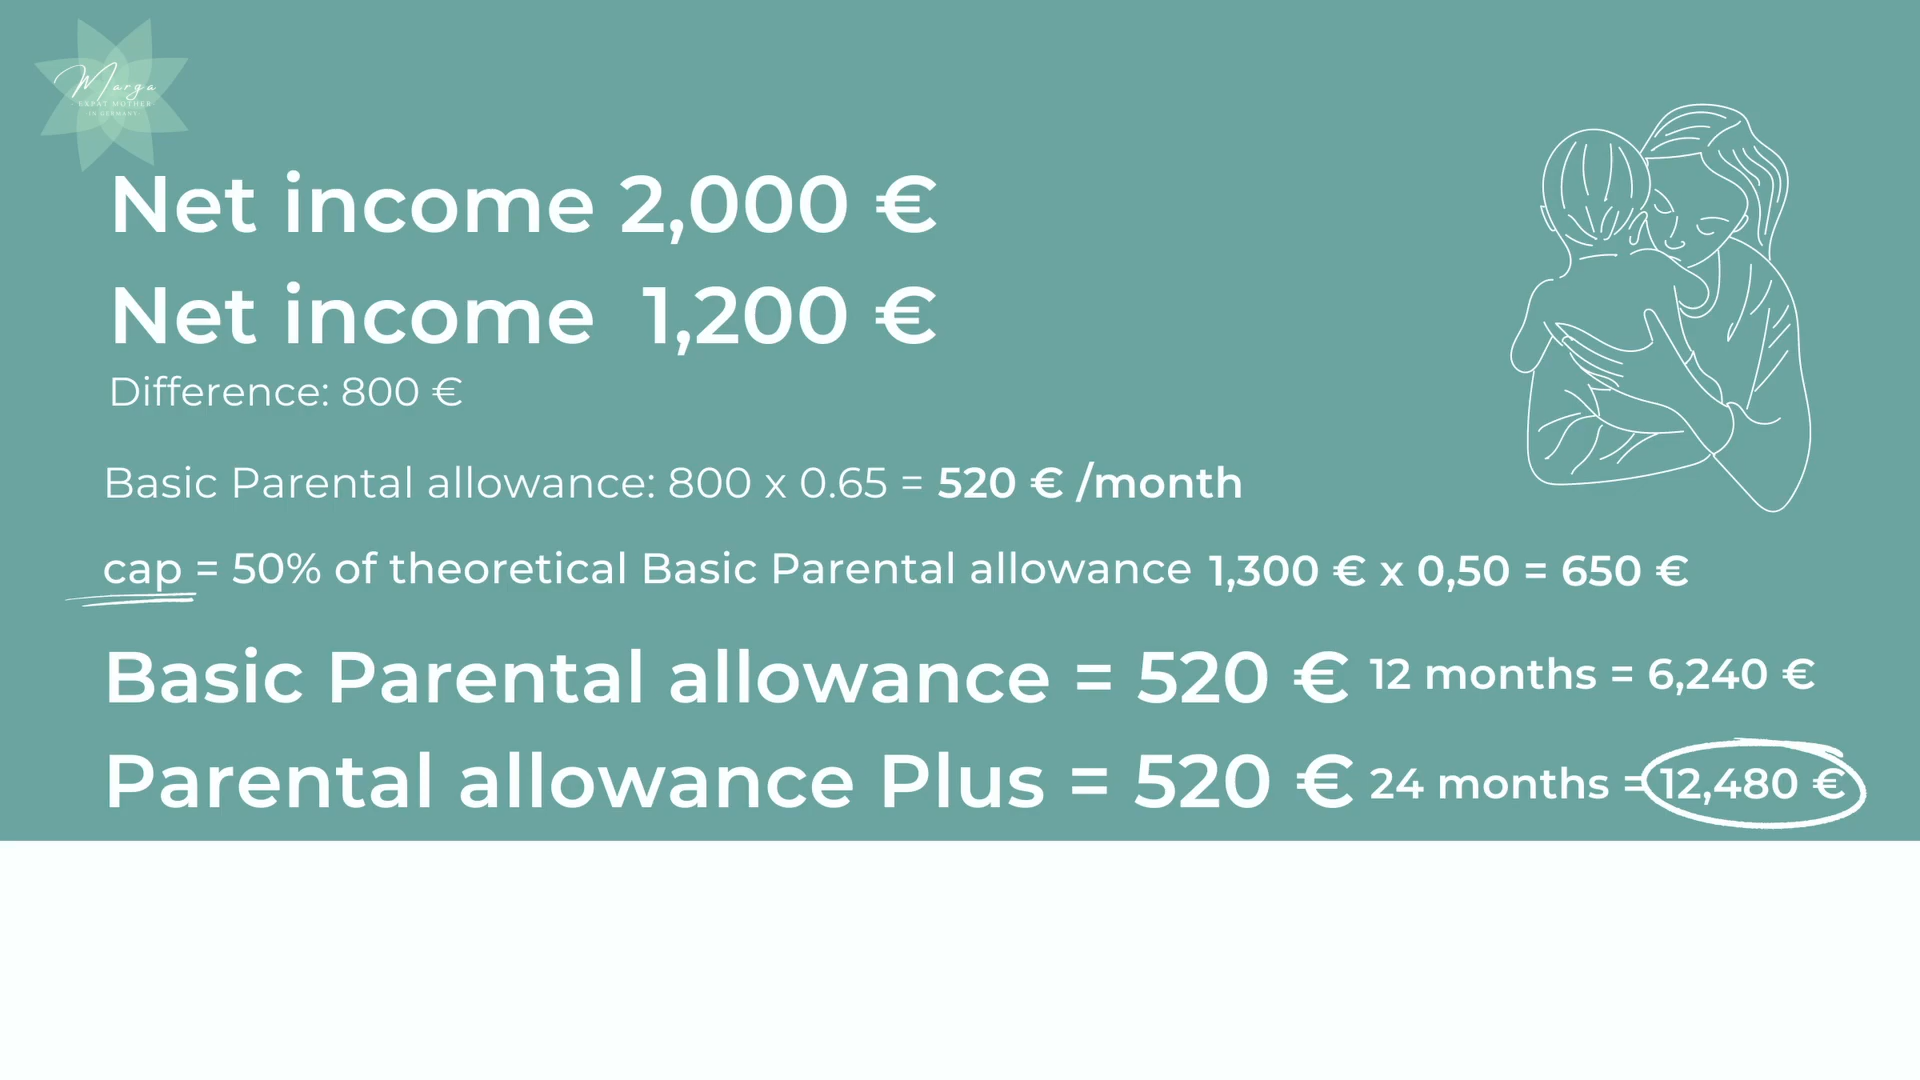 Marga
EXPAT MOTHER
IN GERMANY
Net income 2,000 €
Net income 1,200 €
Difference: 800 €
Basic Parental allowance: 800 x 0.65 = 520 € /month
cap = 50% of theoretical Basic Parental allowance 1,300 € x 0,50 = 650 €
Basic Parental allowance = 520 € 12 months = 6,240 €
Parental allowance Plus = 520 € 24 months = 12,480 €